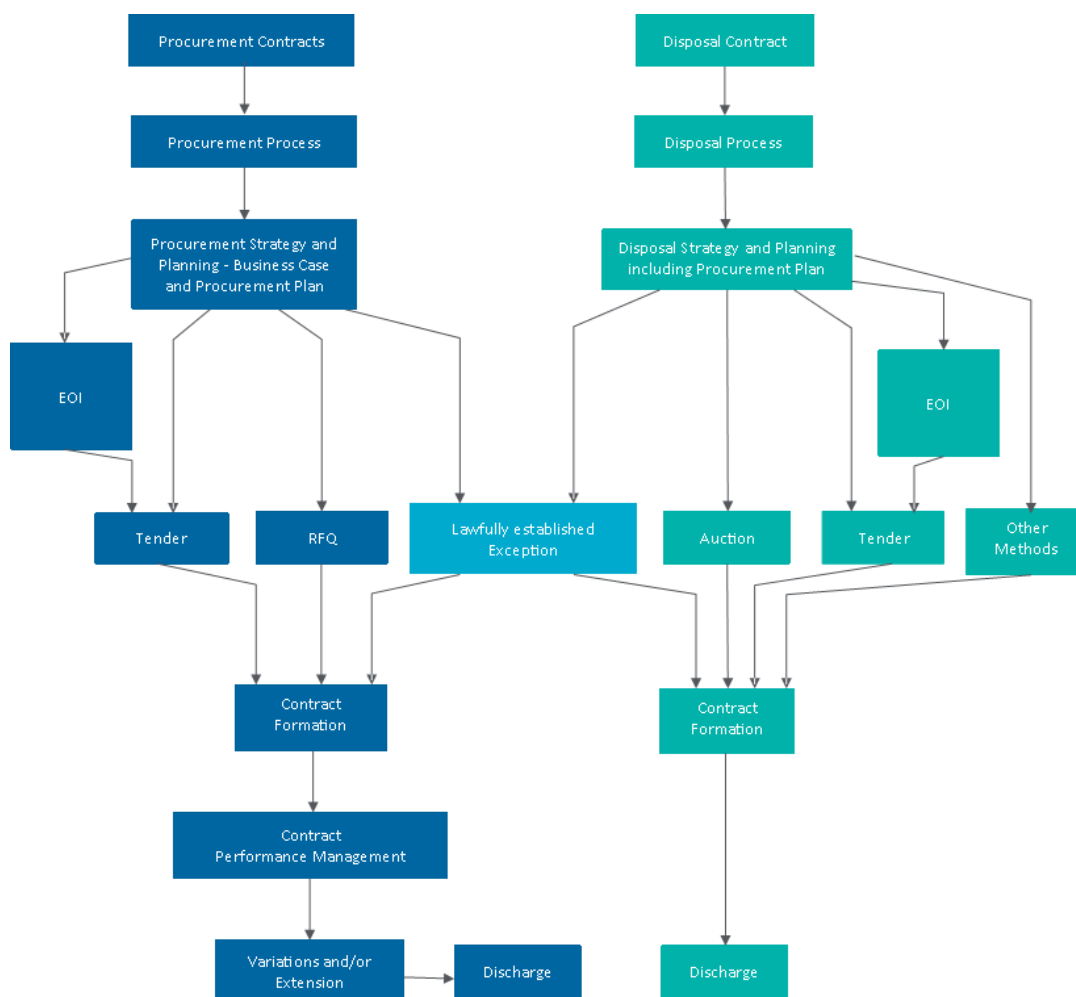 Procurement Contracts
Disposal Contract
Procurement Process
Disposal Process
Procurement Strategy and
Planning - Business Case
and Procurement Plan
Disposal Strategy and Planning
including Procurement Plan
EOI
EOI
Tender
RFQ
Lawfully established
Exception
Auction
Tender
Other
Methods
Contract
Formation
Contract
Formation
Contract
Performance Management
Variations and/or
Extension
Discharge
Discharge